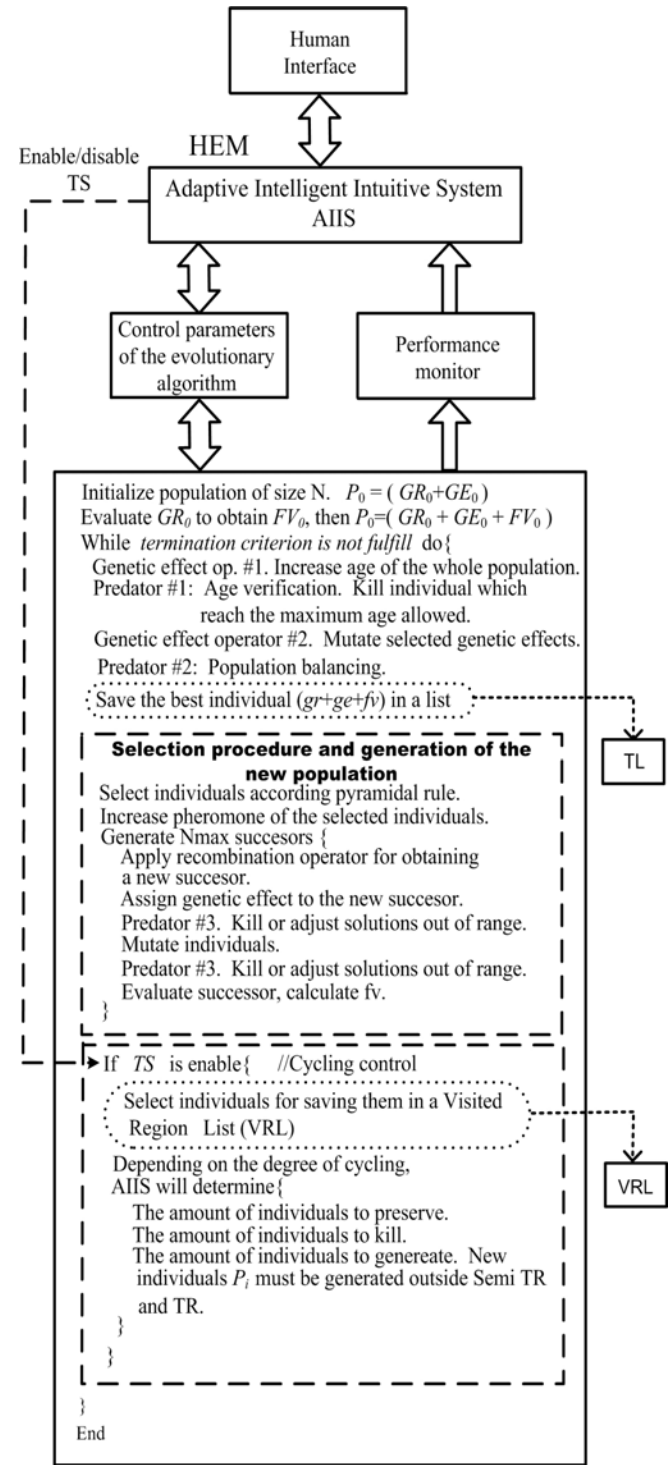 Human
Interface
Enable/disable
TS
HEM
Adaptive Intelligent Intuitive System
AIIS
Control parameters
of the evolutionary
algorithm
Performance
monitor
Initialize population of size N. P₀ = ( GR₀+GE₀ )
Evaluate GR₀ to obtain FV₀, then P₀=( GR₀ + GE₀ + FV₀ )
While termination criterion is not fulfill do{
Genetic effect op. #1. Increase age of the whole population.
Predator #1: Age verification. Kill individual which
reach the maximum age allowed.
Genetic effect operator #2. Mutate selected genetic effects.
Predator #2: Population balancing.
Save the best individual (gr+ge+fv) in a list
TL
Selection procedure and generation of the
new population
Select individuals according pyramidal rule.
Increase pheromone of the selected individuals.
Generate Nmax succesors {
Apply recombination operator for obtaining
a new succesor.
Assign genetic effect to the new succesor.
Predator #3. Kill or adjust solutions out of range.
Mutate individuals.
Predator #3. Kill or adjust solutions out of range.
Evaluate successor, calculate fv.
}
If TS is enable{ //Cycling control
Select individuals for saving them in a Visited
Region List (VRL)
VRL
Depending on the degree of cycling,
AIIS will determine{
The amount of individuals to preserve.
The amount of individuals to kill.
The amount of individuals to genereate. New
individuals Pᵢ must be generated outside Semi TR
and TR.
}
}
}
End